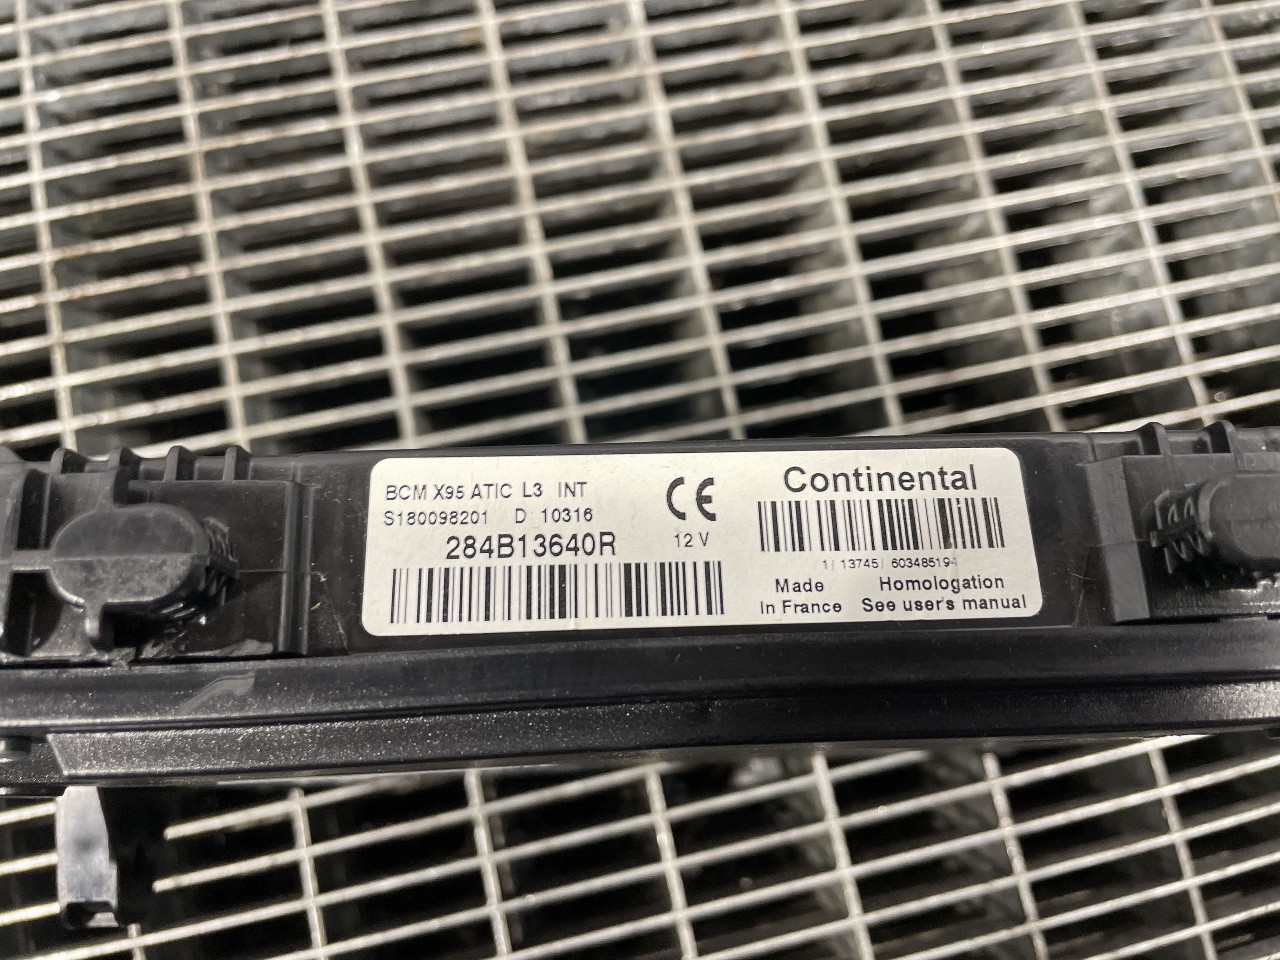 BCM X95 ATIC L3 INT
S180098201 D 10316
284B13640R
CE
12 V
Continental
1/ 13745/ 603485194
Made
In France
Homologation
See user's manual